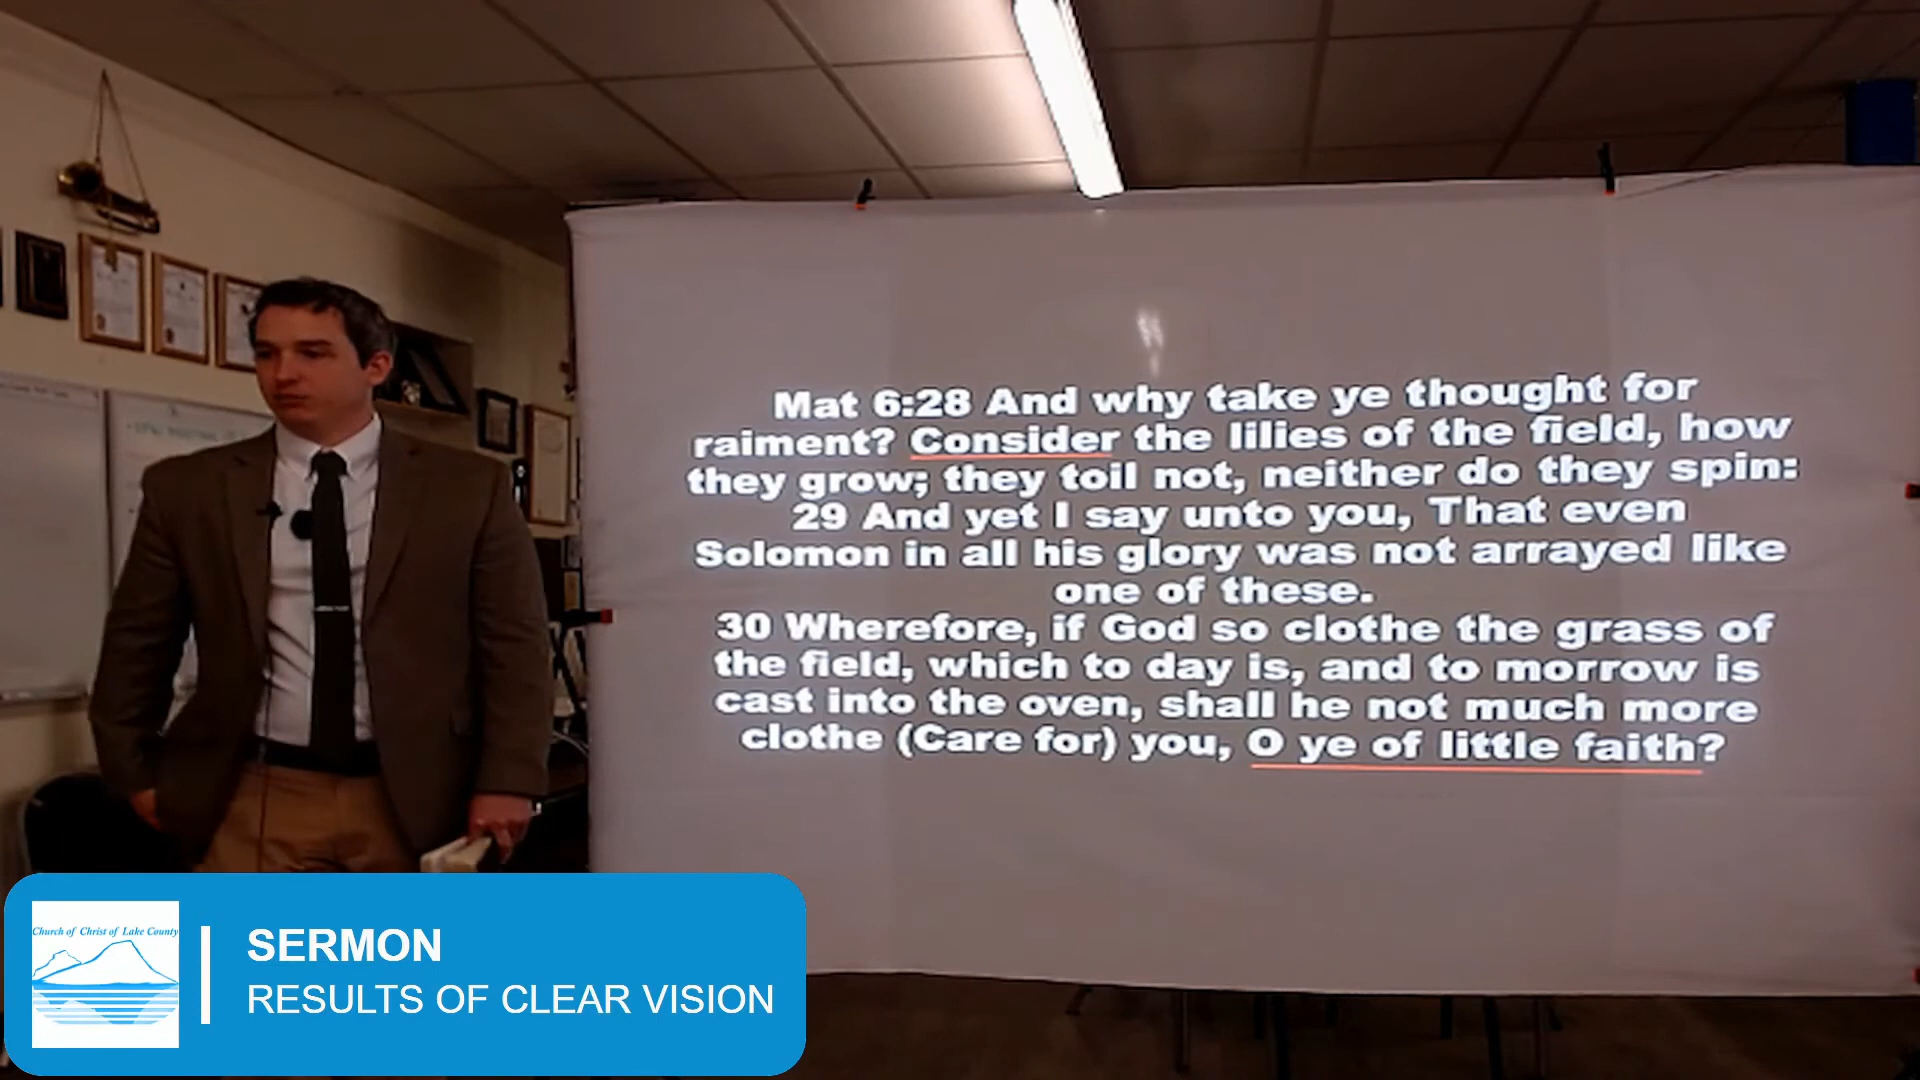 Mat 6:28 And why take ye thought for
raiment? Consider the lilies of the field, how
they grow; they toil not, neither do they spin:
29 And yet I say unto you, That even
Solomon in all his glory was not arrayed like
one of these.
30 Wherefore, if God so clothe the grass of
the field, which to day is, and to morrow is
cast into the oven, shall he not much more
clothe (Care for) you, O ye of little faith?
Church of Christ of Lake County
SERMON
RESULTS OF CLEAR VISION